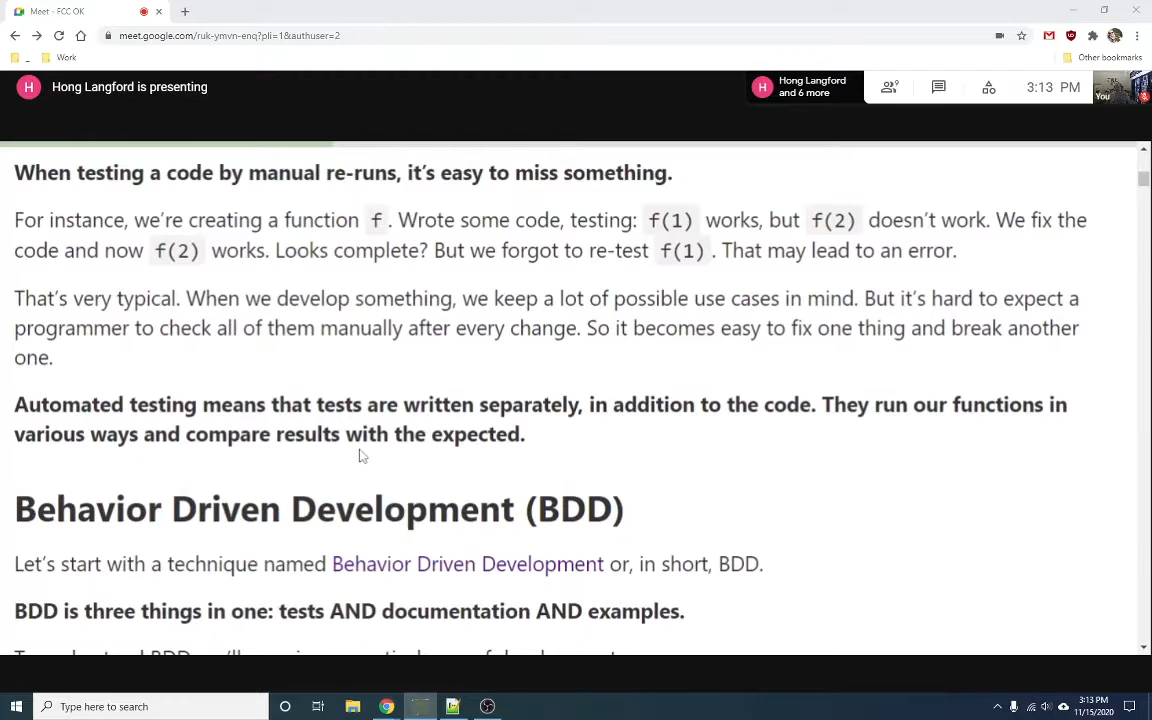 Meet - FCC OK
meet.google.com/ruk-ymvn-enq?pli=1&authuser=2
Work
Other bookmarks
H Hong Langford is presenting
H Hong Langford
and 6 more
3:13 PM
You
When testing a code by manual re-runs, it's easy to miss something.
For instance, we're creating a function f. Wrote some code, testing: f(1) works, but f(2) doesn't work. We fix the
code and now f(2) works. Looks complete? But we forgot to re-test f(1). That may lead to an error.
That's very typical. When we develop something, we keep a lot of possible use cases in mind. But it's hard to expect a
programmer to check all of them manually after every change. So it becomes easy to fix one thing and break another
one.
Automated testing means that tests are written separately, in addition to the code. They run our functions in
various ways and compare results with the expected.
Behavior Driven Development (BDD)
Let's start with a technique named Behavior Driven Development or, in short, BDD.
BDD is three things in one: tests AND documentation AND examples.
Type here to search
3:13 PM
11/15/2020